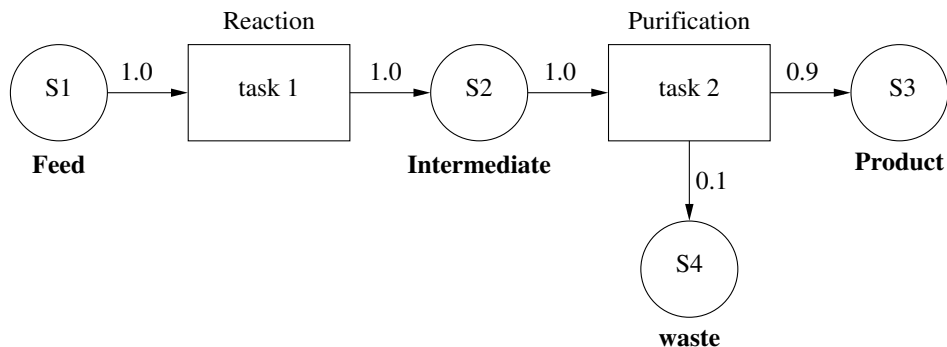 Reaction
Purification
S1
1.0
task 1
1.0
S2
1.0
task 2
0.9
S3
Feed
Intermediate
Product
0.1
S4
waste